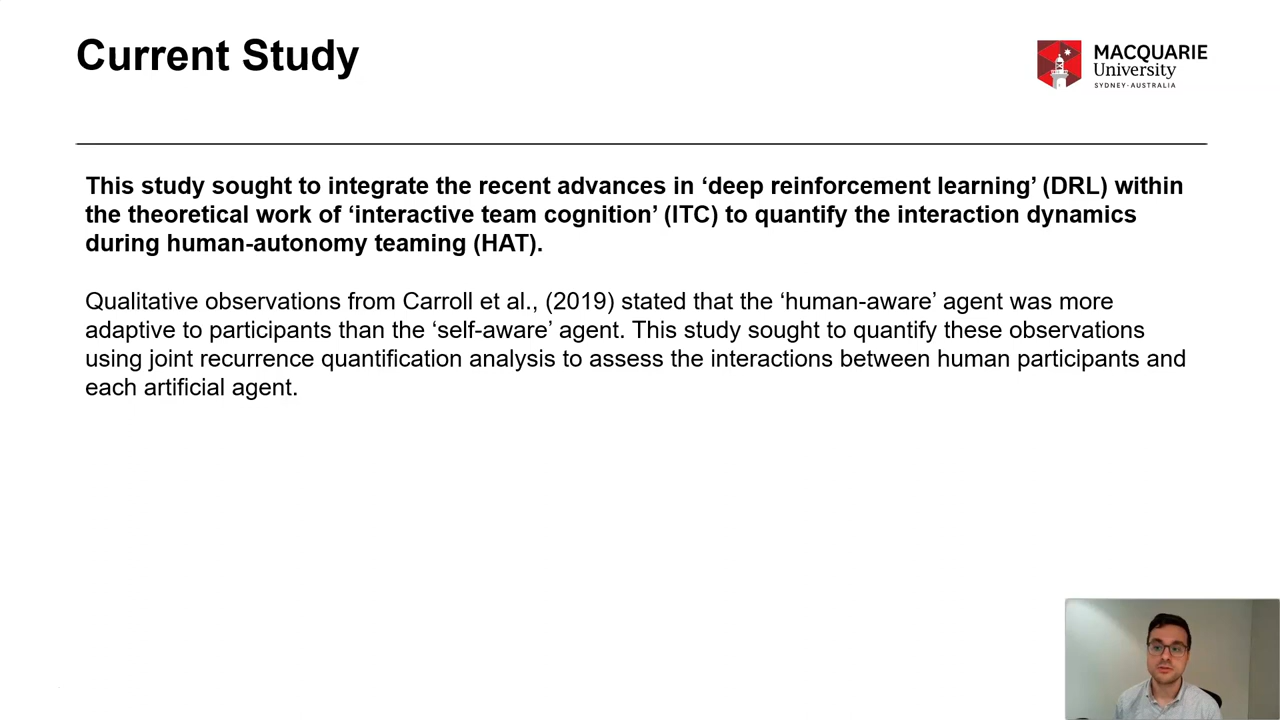 Current Study
MACQUARIE
University
SYDNEY·AUSTRALIA
This study sought to integrate the recent advances in ‘deep reinforcement learning’ (DRL) within
the theoretical work of ‘interactive team cognition’ (ITC) to quantify the interaction dynamics
during human-autonomy teaming (HAT).
Qualitative observations from Carroll et al., (2019) stated that the ‘human-aware’ agent was more
adaptive to participants than the ‘self-aware’ agent. This study sought to quantify these observations
using joint recurrence quantification analysis to assess the interactions between human participants and
each artificial agent.